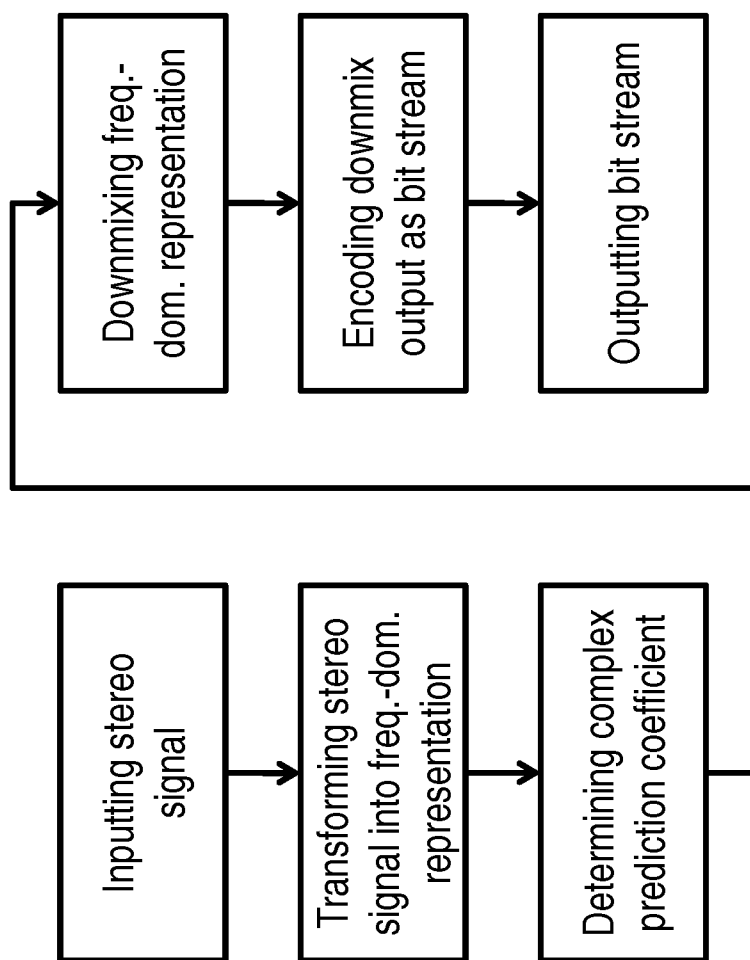 Inputting stereo
signal
Transforming stereo
signal into freq.-dom.
representation
Determining complex
prediction coefficient
Downmixing freq.-
dom. representation
Encoding downmix
output as bit stream
Outputting bit stream